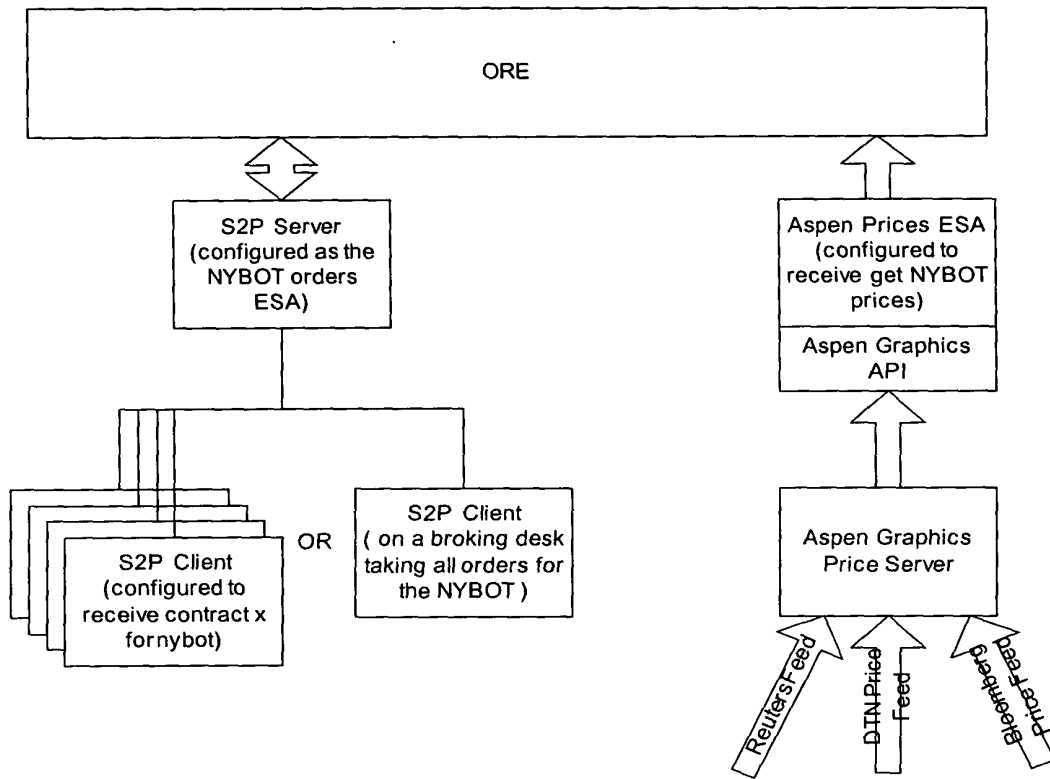 ORE
S2P Server
(configured as the
NYBOT orders
ESA)
Aspen Prices ESA
(configured to
receive get NYBOT
prices)
Aspen Graphics
API
S2P Client
(configured to
receive contract x
fornybot)
OR
S2P Client
( on a broking desk
taking all orders for
the NYBOT )
Aspen Graphics
Price Server
ReutersFeed
DTN Price
Feed
Bloomberg
Price Feed